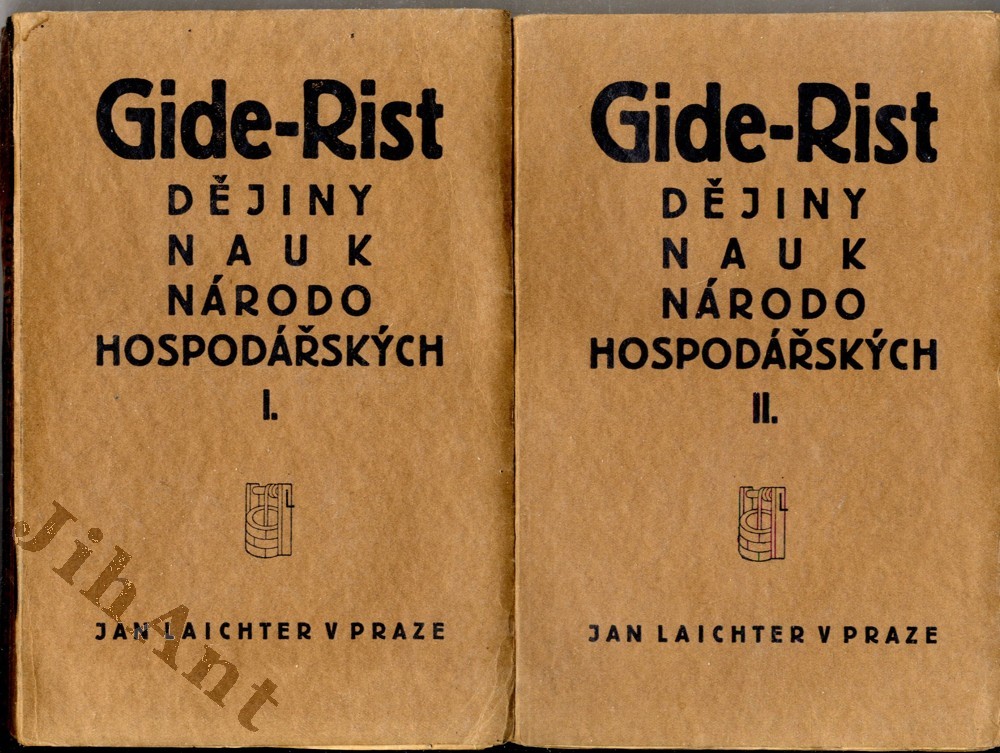 Gide-Rist
DĚJINY
NAUK
NÁRODO
HOSPODÁŘSKÝCH
I.
JAN LAICHTER V PRAZE
Gide-Rist
DĚJINY
NAUK
NÁRODO
HOSPODÁŘSKÝCH
II.
JAN LAICHTER V PRAZE
JihAnt